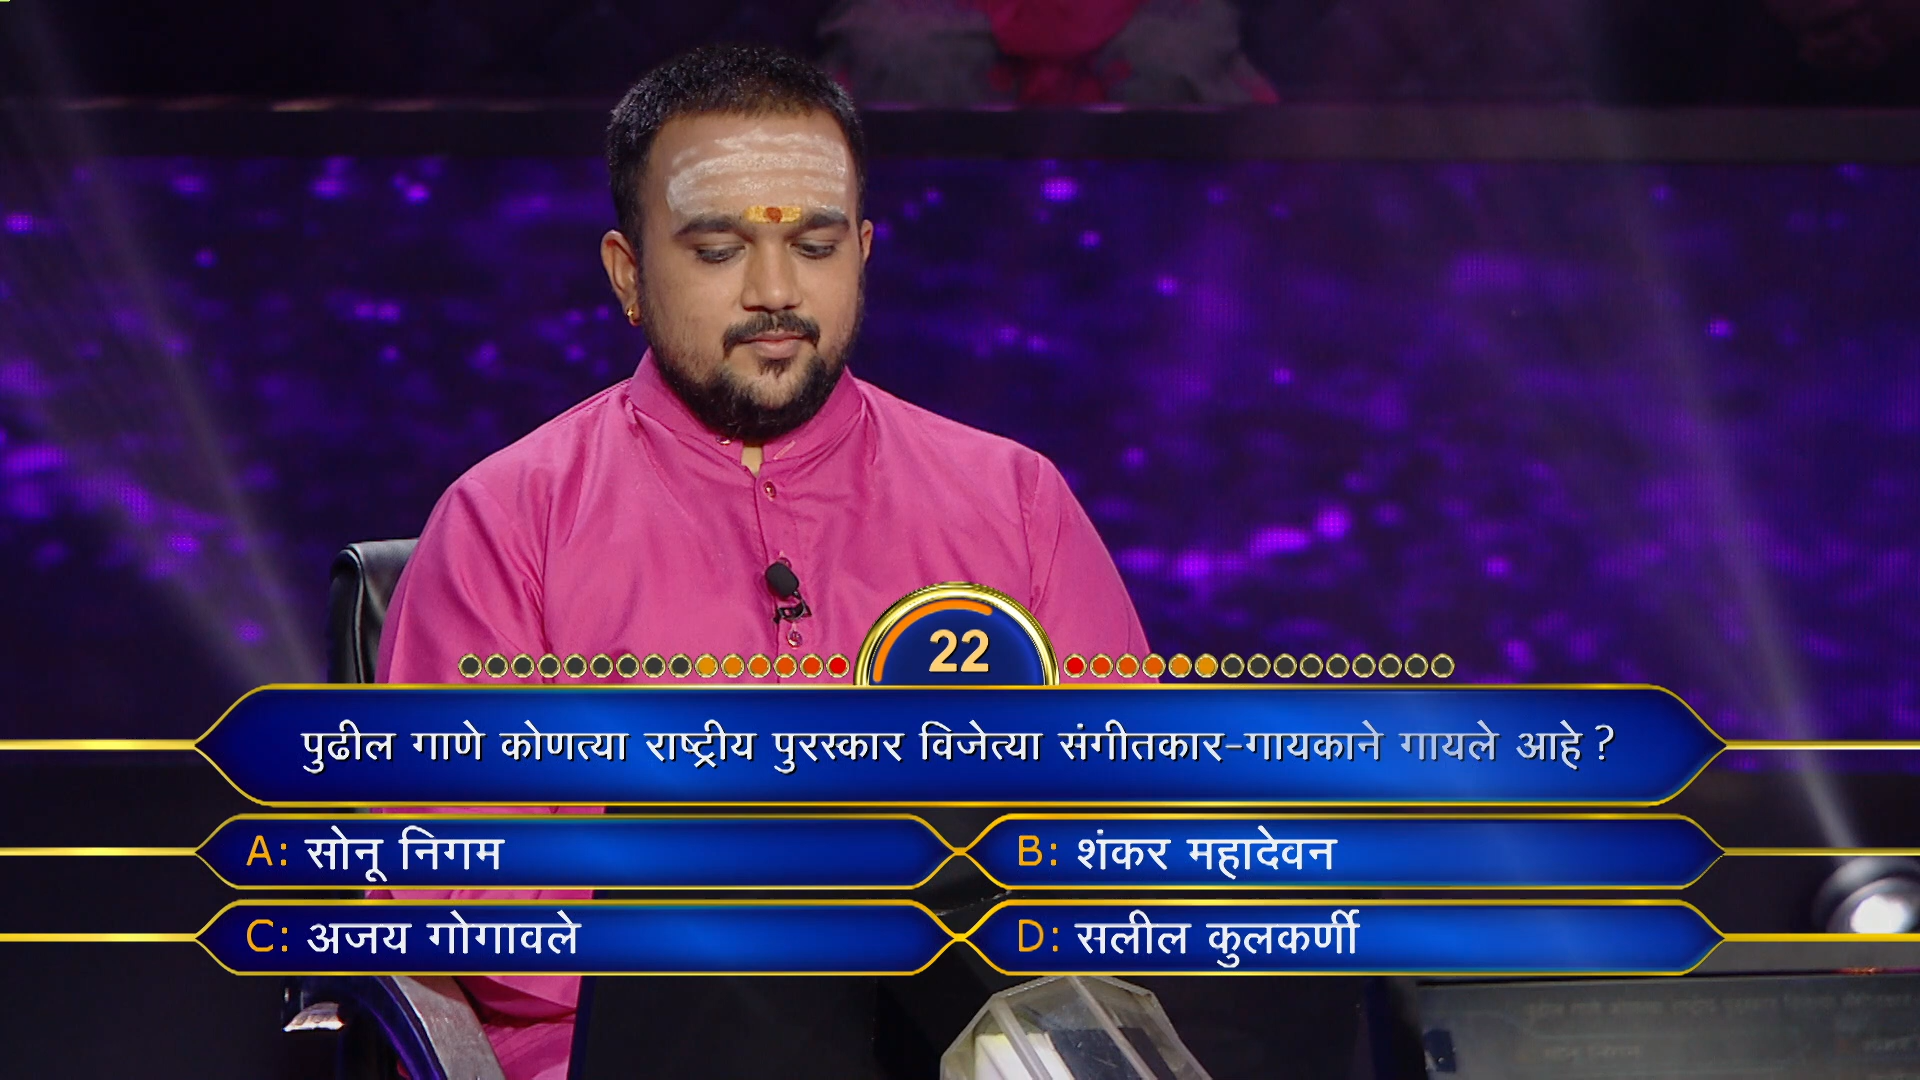 22
पुढील गाणे कोणत्या राष्ट्रीय पुरस्कार विजेत्या संगीतकार-गायकाने गायले आहे ?
A: सोनू निगम
B: शंकर महादेवन
C: अजय गोगावले
D: सलील कुलकर्णी